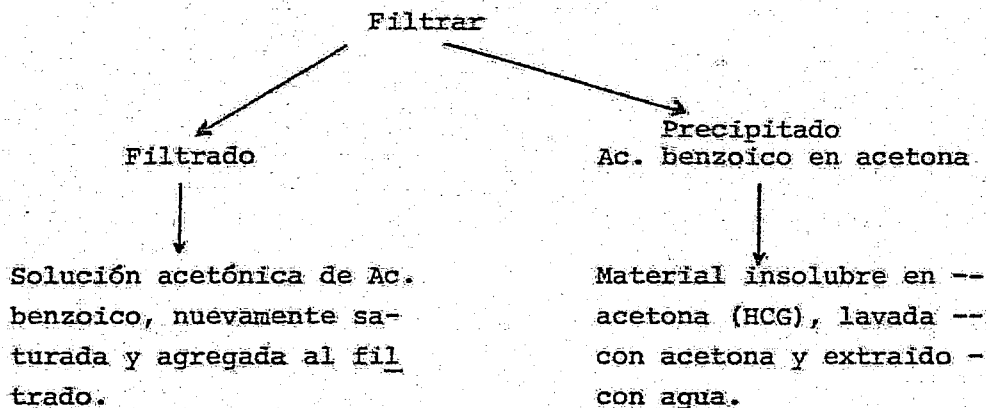 Filtrar
Filtrado
Precipitado
Ac. benzoico en acetona
Solución acetónica de Ac.
benzoico, nuevamente sa-
turada y agregada al fil
trado.
Material insolubre en --
acetona (HCG), lavada --
con acetona y extraido -
con agua.